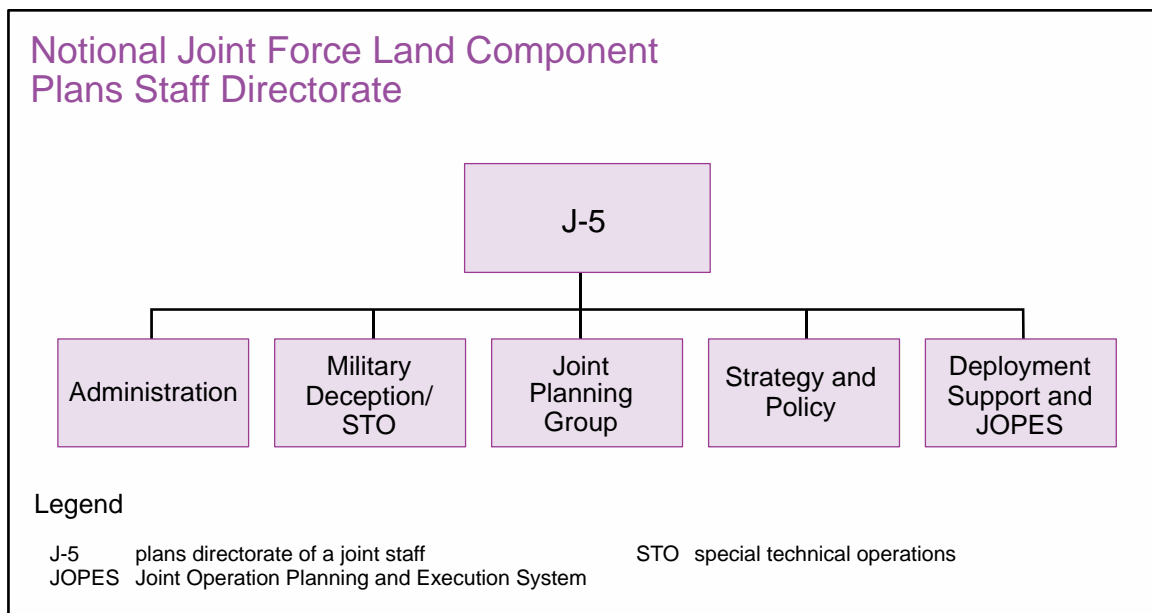 Notional Joint Force Land Component
Plans Staff Directorate
J-5
Administration
Military
Deception/
STO
Joint
Planning
Group
Strategy and
Policy
Deployment
Support and
JOPES
Legend
J-5 plans directorate of a joint staff
STO special technical operations
JOPES Joint Operation Planning and Execution System